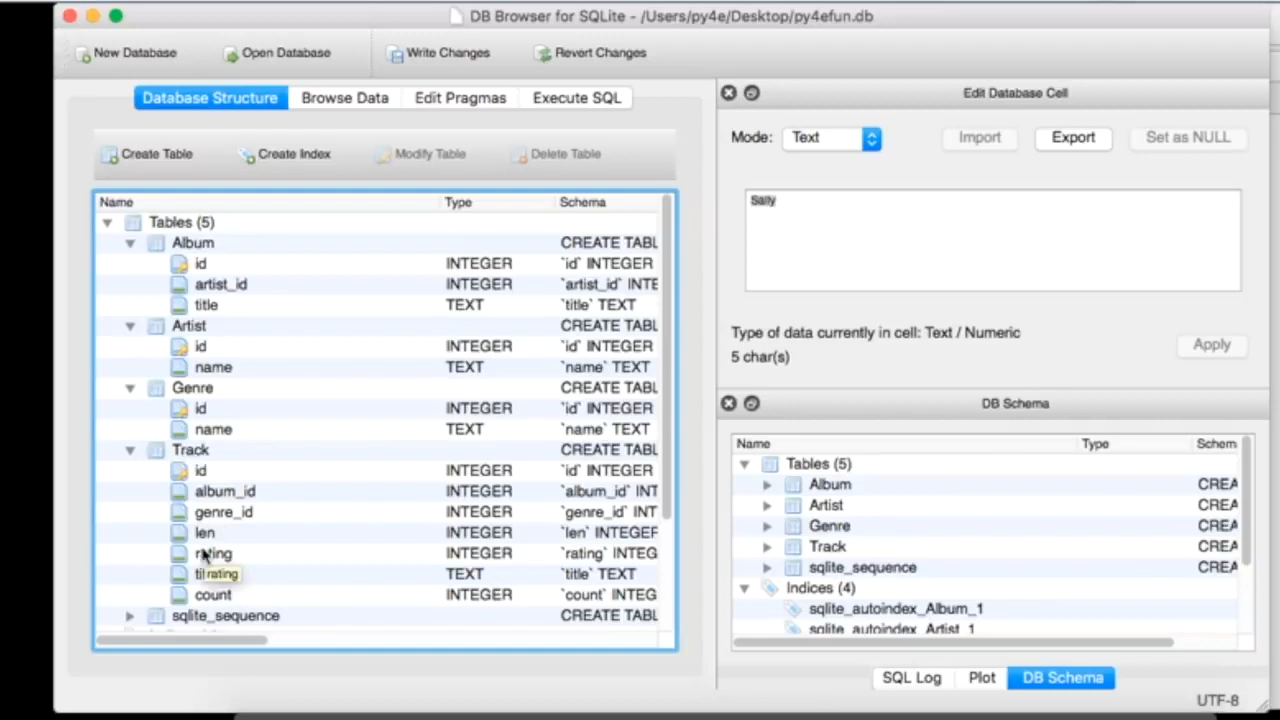 DB Browser for SQLite - /Users/py4e/Desktop/py4efun.db
New Database Open Database Write Changes Revert Changes
Database Structure Browse Data Edit Pragmas Execute SQL
Create Table Create Index Modify Table Delete Table
Name Type Schema
Tables (5)
Album CREATE TABL
id INTEGER `id` INTEGER
artist_id INTEGER `artist_id` INTE
title TEXT `title` TEXT
Artist CREATE TABL
id INTEGER `id` INTEGER
name TEXT `name` TEXT
Genre CREATE TABL
id INTEGER `id` INTEGER
name TEXT `name` TEXT
Track CREATE TABL
id INTEGER `id` INTEGER
album_id INTEGER `album_id` INT
genre_id INTEGER `genre_id` INT
len INTEGER `len` INTEGER
rating INTEGER `rating` INTEG
ti rating TEXT `title` TEXT
count INTEGER `count` INTEG
sqlite_sequence CREATE TABL
Edit Database Cell
Mode: Text Import Export Set as NULL
Sally
Type of data currently in cell: Text / Numeric
5 char(s)
Apply
DB Schema
Name Type Schem
Tables (5)
Album CREA
Artist CREA
Genre CREA
Track CREA
sqlite_sequence CREA
Indices (4)
sqlite_autoindex_Album_1
sqlite_autoindex_Artist_1
SQL Log Plot DB Schema
UTF-8